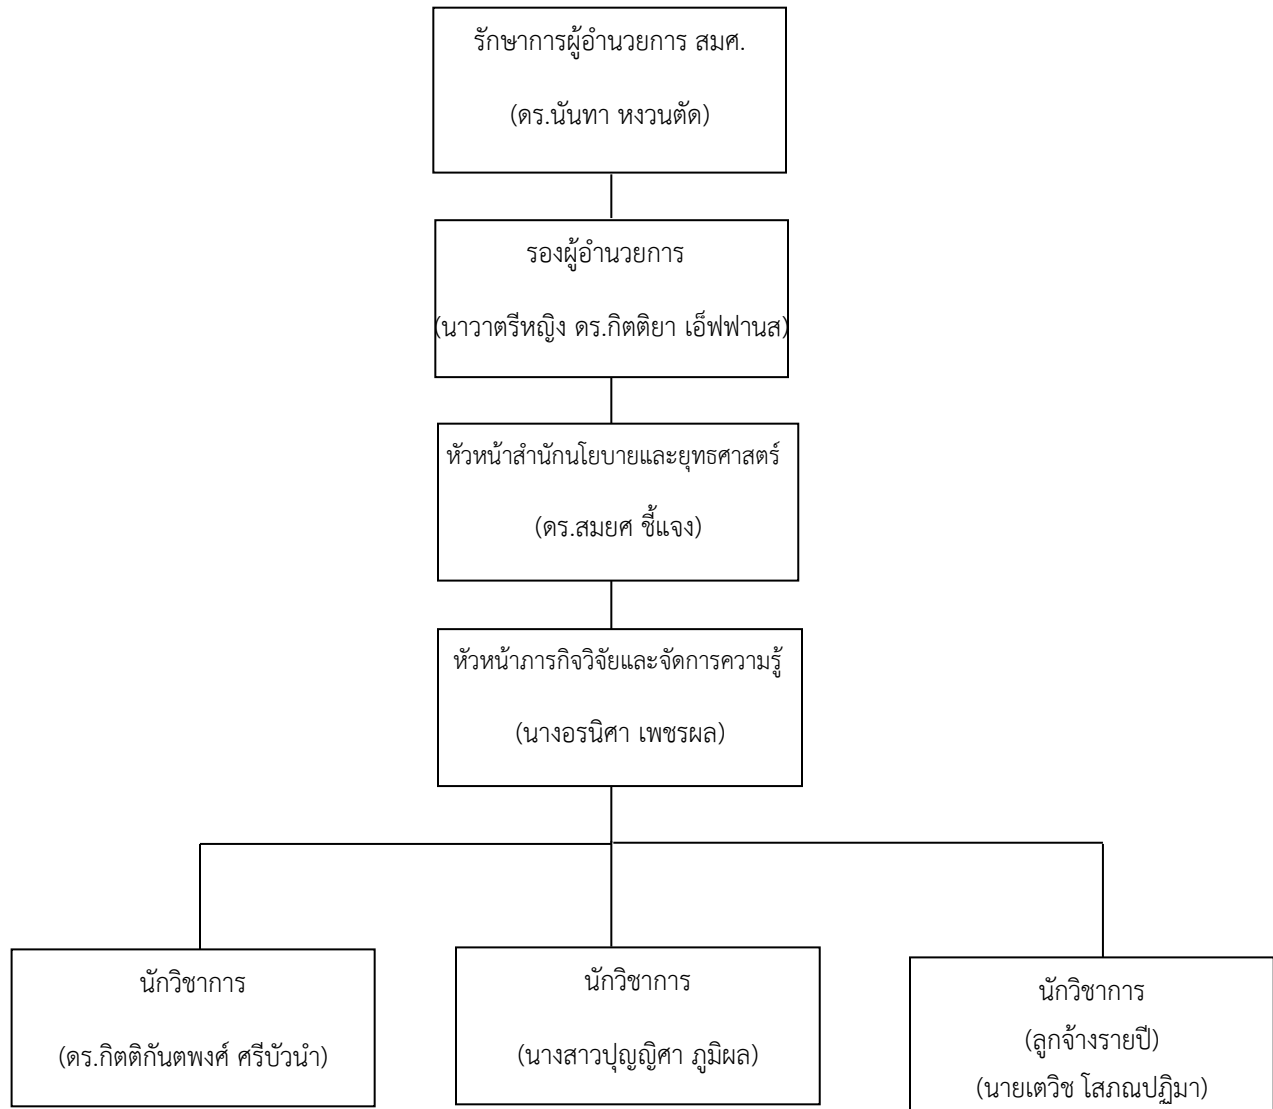 รักษาการผู้อำนวยการ สมศ.
(ดร.นันทา หงวนตัด)
รองผู้อำนวยการ
(นาวาตรีหญิง ดร.กิตติยา เอ็ฟฟานส)
หัวหน้าสำนักนโยบายและยุทธศาสตร์
(ดร.สมยศ ชี้แจง)
หัวหน้าภารกิจวิจัยและจัดการความรู้
(นางอรนิศา เพชรผล)
นักวิชาการ
(ดร.กิตติกันตพงศ์ ศรีบัวนำ)
นักวิชาการ
(นางสาวปุญญิศา ภูมิผล)
นักวิชาการ
(ลูกจ้างรายปี)
(นายเตวิช โสภณปฏิมา)